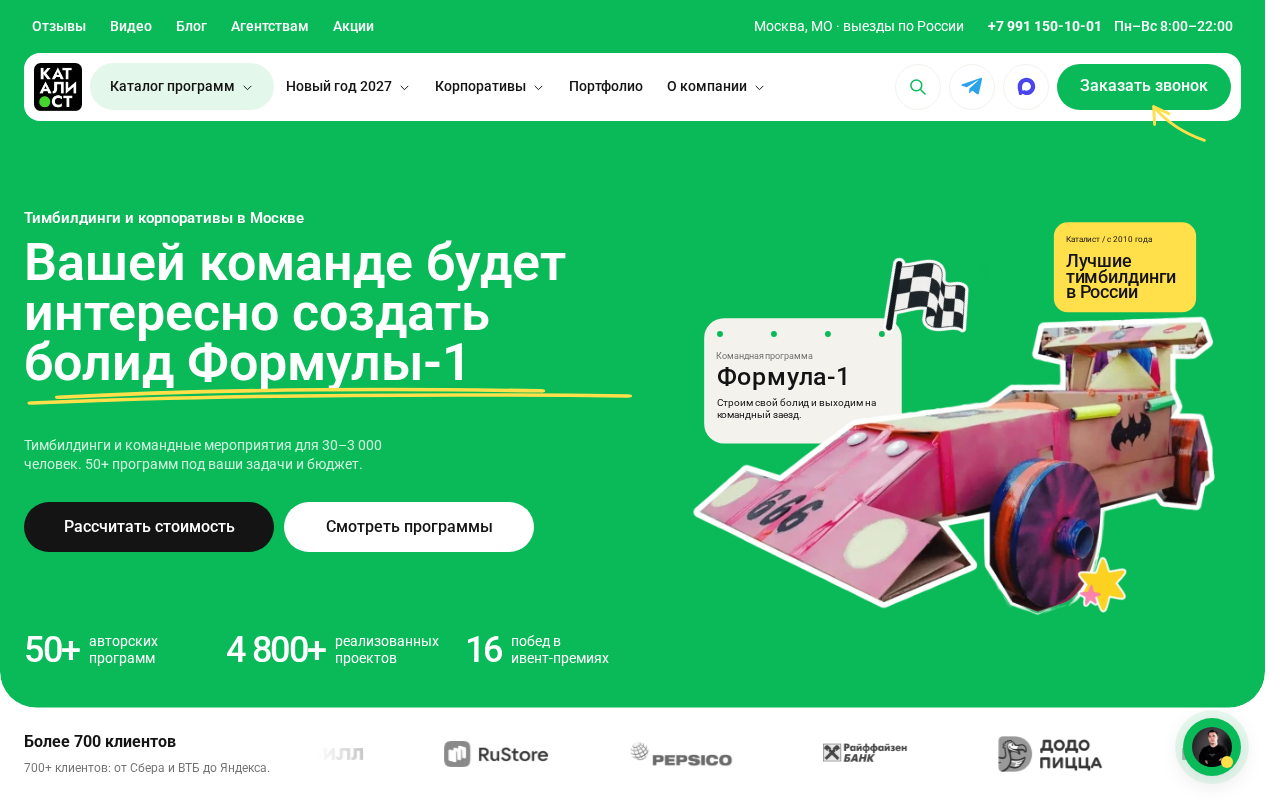 Отзывы Видео Блог Агентствам Акции Москва, МО · выезды по России +7 991 150-10-01 Пн–Вс 8:00–22:00
КАТ
АЛИ
ОСТ
Каталог программ Новый год 2027 Корпоративы Портфолио О компании Заказать звонок
Тимбилдинги и корпоративы в Москве
Вашей команде будет
интересно создать
болид Формулы-1
Тимбилдинги и командные мероприятия для 30–3 000
человек. 50+ программ под ваши задачи и бюджет.
Рассчитать стоимость Смотреть программы
50+ авторских
программ
4 800+ реализованных
проектов
16 побед в
ивент-премиях
Каталист / с 2010 года
Лучшие
тимбилдинги
в России
Командная программа
Формула-1
Строим свой болид и выходим на
командный заезд.
666
Более 700 клиентов
700+ клиентов: от Сбера и ВТБ до Яндекса.
RuStore
PEPSICO
Райффайзен
БАНК
ДОДО
ПИЦЦА